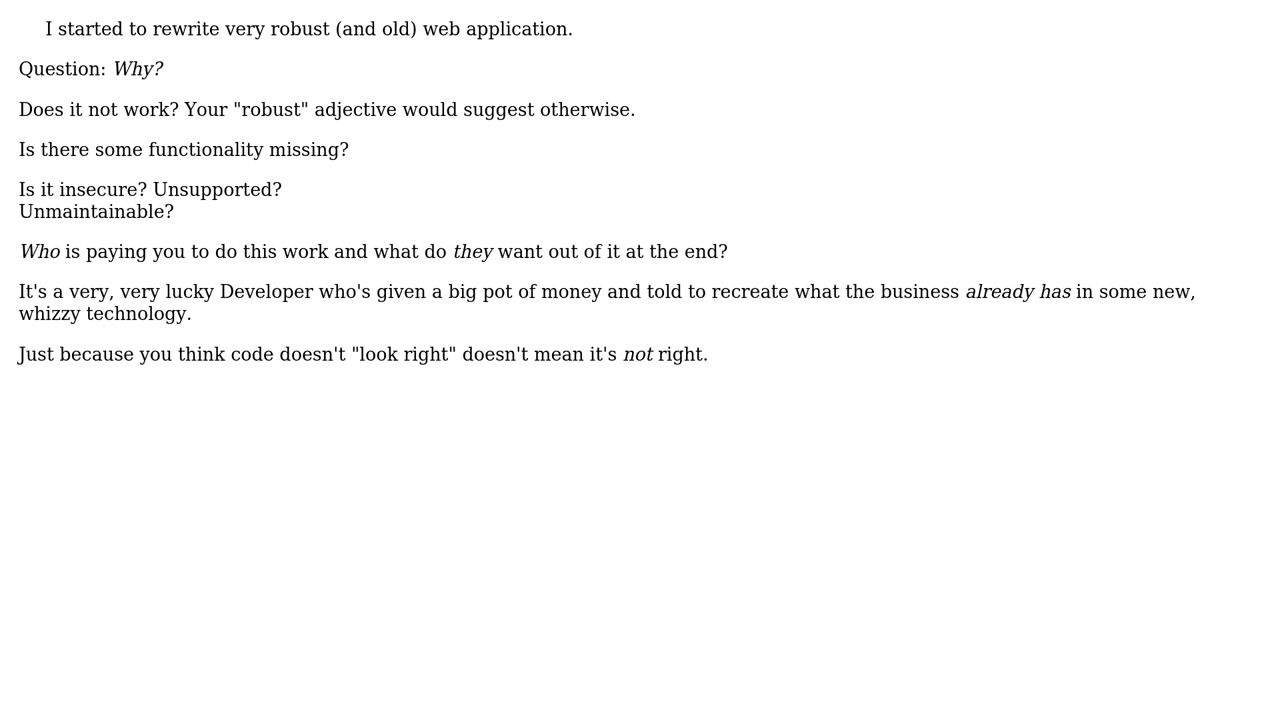 I started to rewrite very robust (and old) web application.
Question: Why?
Does it not work? Your "robust" adjective would suggest otherwise.
Is there some functionality missing?
Is it insecure? Unsupported?
Unmaintainable?
Who is paying you to do this work and what do they want out of it at the end?
It's a very, very lucky Developer who's given a big pot of money and told to recreate what the business already has in some new,
whizzy technology.
Just because you think code doesn't "look right" doesn't mean it's not right.